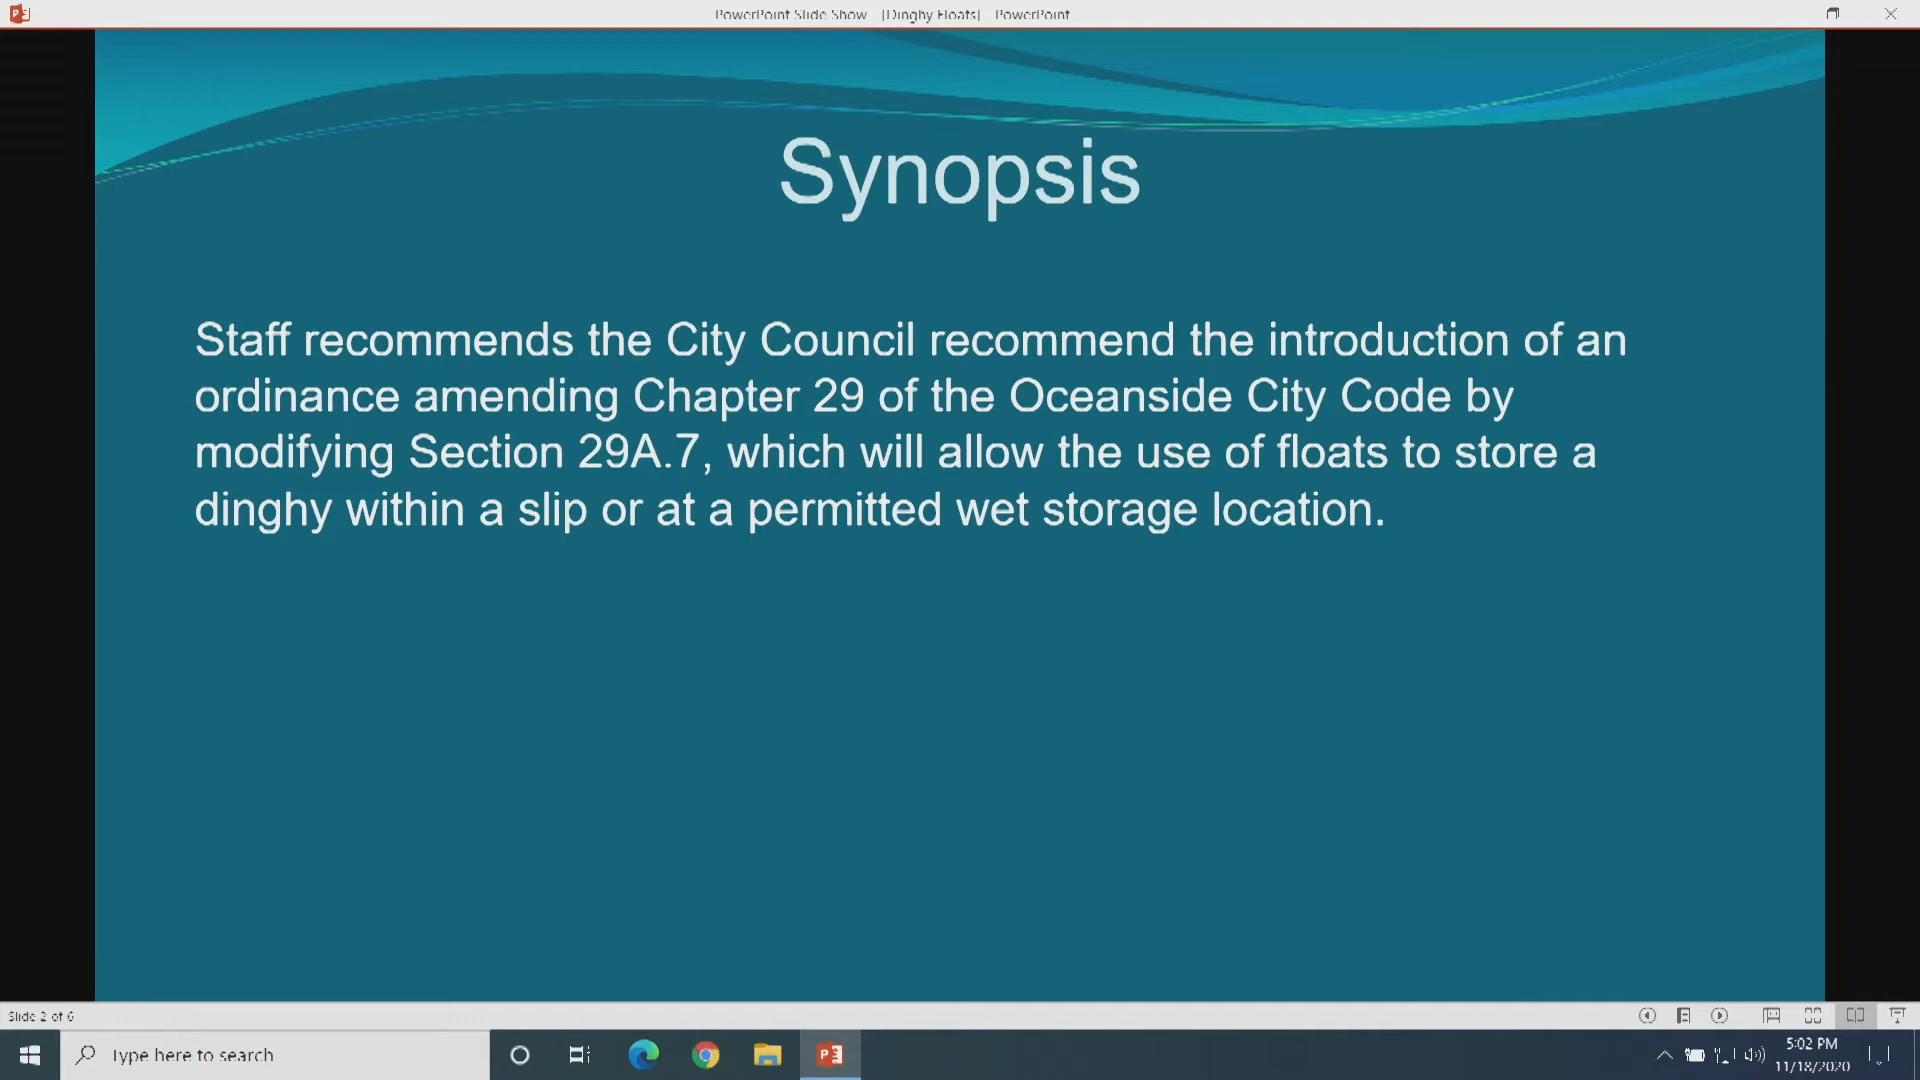 PowerPoint Slide Show - [Dinghy Floats] - PowerPoint
Synopsis
Staff recommends the City Council recommend the introduction of an
ordinance amending Chapter 29 of the Oceanside City Code by
modifying Section 29A.7, which will allow the use of floats to store a
dinghy within a slip or at a permitted wet storage location.
Slide 2 of 6
Type here to search
5:02 PM
11/18/2020